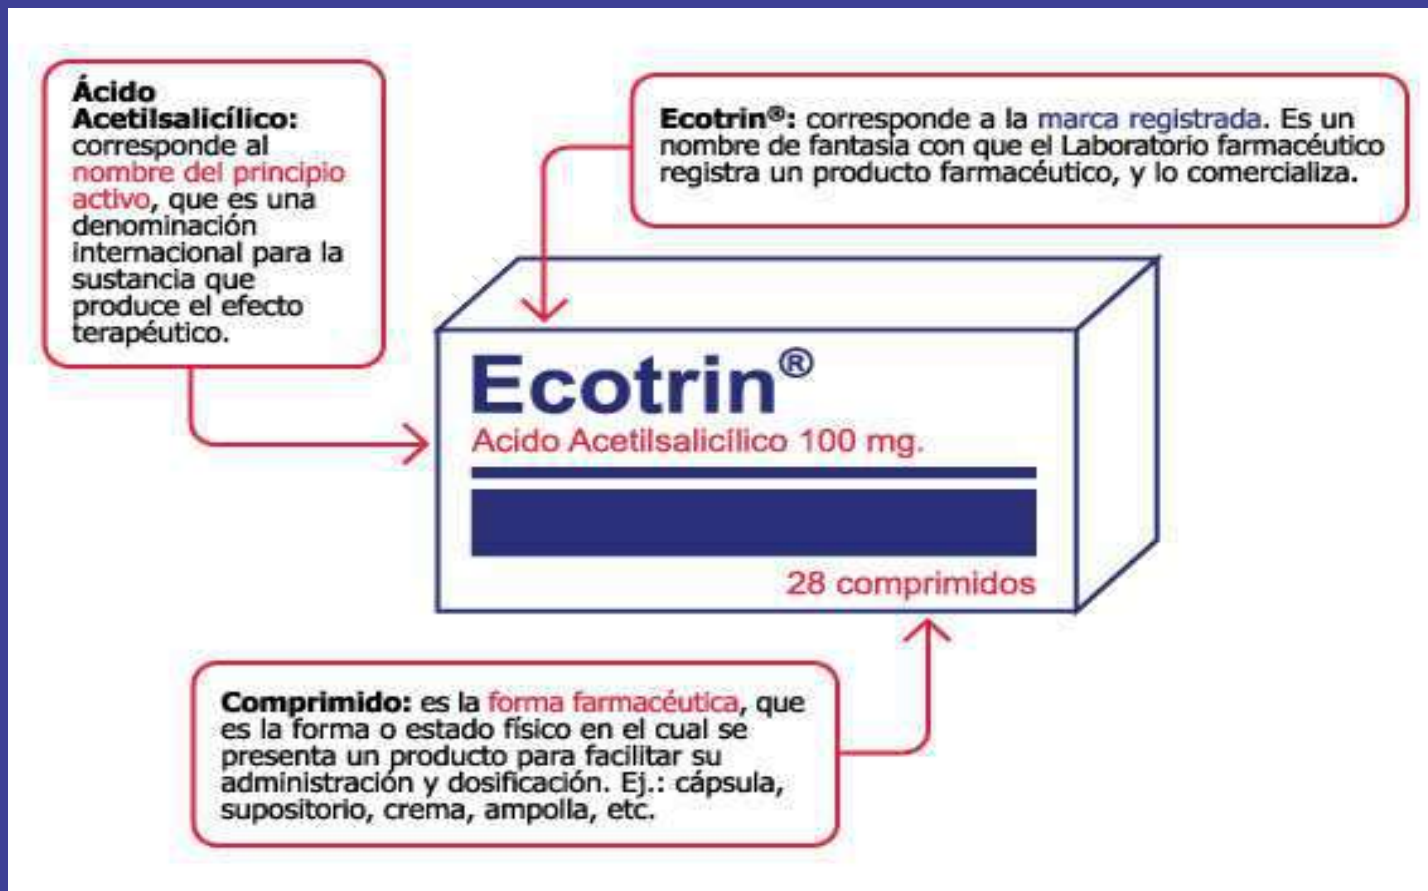 Ácido
Acetilsalicílico:
corresponde al
nombre del principio
activo, que es una
denominación
internacional para la
sustancia que
produce el efecto
terapéutico.
Ecotrin®: corresponde a la marca registrada. Es un
nombre de fantasía con que el Laboratorio farmacéutico
registra un producto farmacéutico, y lo comercializa.
Ecotrin®
Acido Acetilsalicílico 100 mg.
28 comprimidos
Comprimido: es la forma farmacéutica, que
es la forma o estado físico en el cual se
presenta un producto para facilitar su
administración y dosificación. Ej.: cápsula,
supositorio, crema, ampolla, etc.